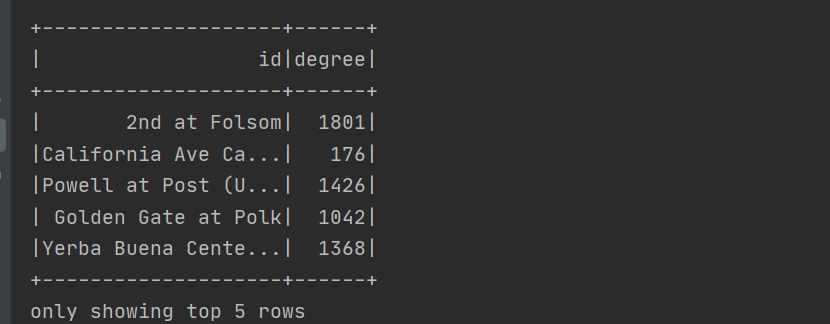 +--------------------+------+
|                  id|degree|
+--------------------+------+
|       2nd at Folsom|  1801|
|California Ave Ca...|   176|
|Powell at Post (U...|  1426|
| Golden Gate at Polk|  1042|
|Yerba Buena Cente...|  1368|
+--------------------+------+
only showing top 5 rows